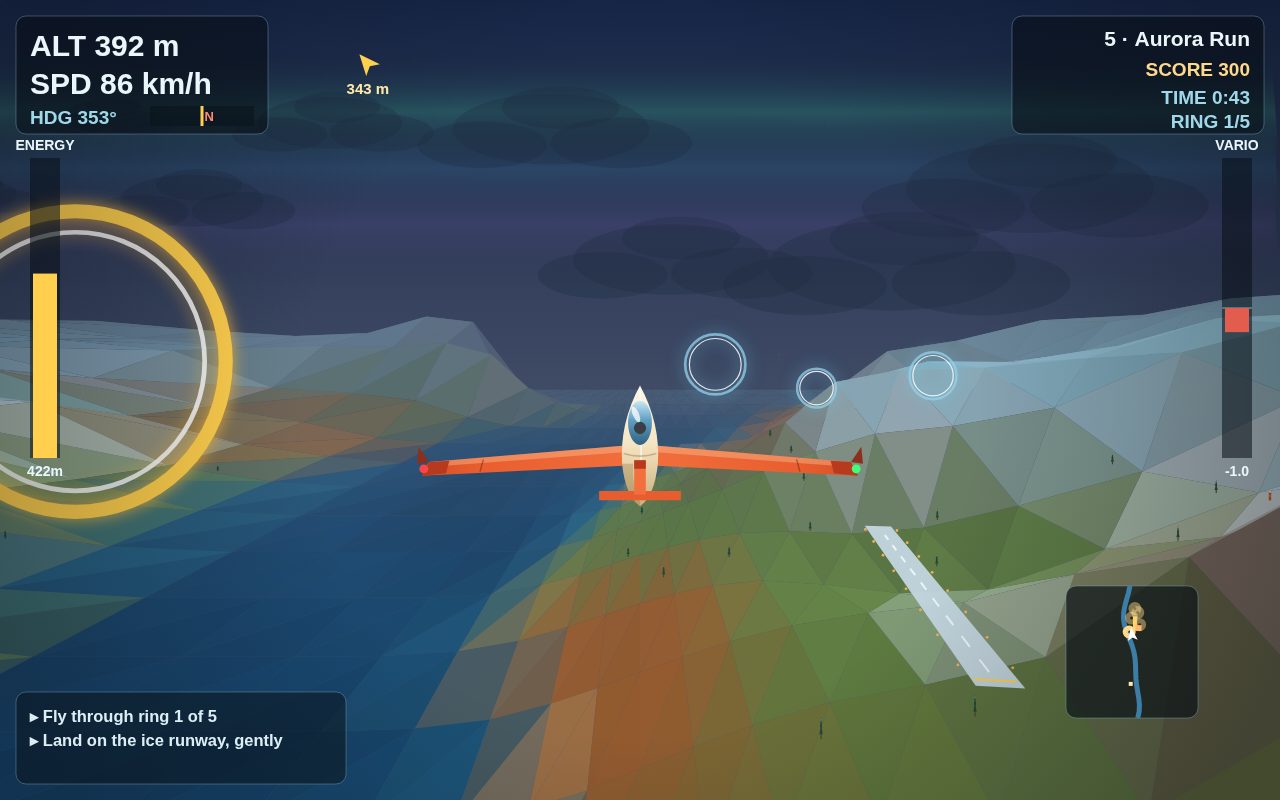 ALT 392 m
SPD 86 km/h
HDG 353°
N
ENERGY
422m
343 m
5 · Aurora Run
SCORE 300
TIME 0:43
RING 1/5
VARIO
-1.0
▸ Fly through ring 1 of 5
▸ Land on the ice runway, gently